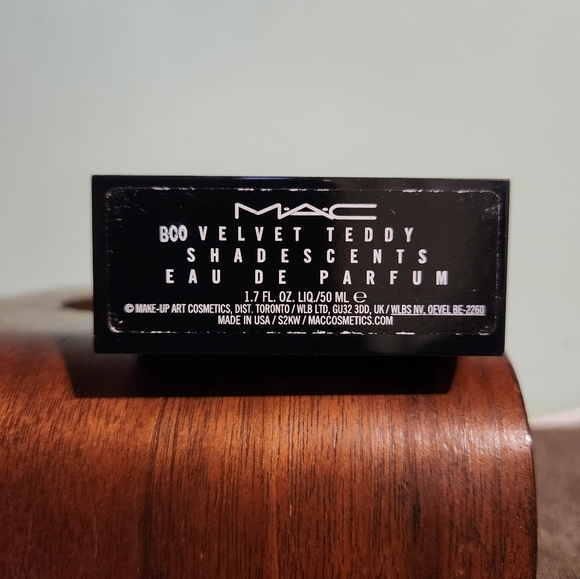 M·A·C
BCO VELVET TEDDY
SHADESCENTS
EAU DE PARFUM
1.7 FL. OZ. LIQ./50 ML ℮
© MAKE-UP ART COSMETICS, DIST. TORONTO / WLB LTD, GU32 3DD, UK / WLBS NV. OEVEL BE-2260
MADE IN USA / S2KW / MACCOSMETICS.COM